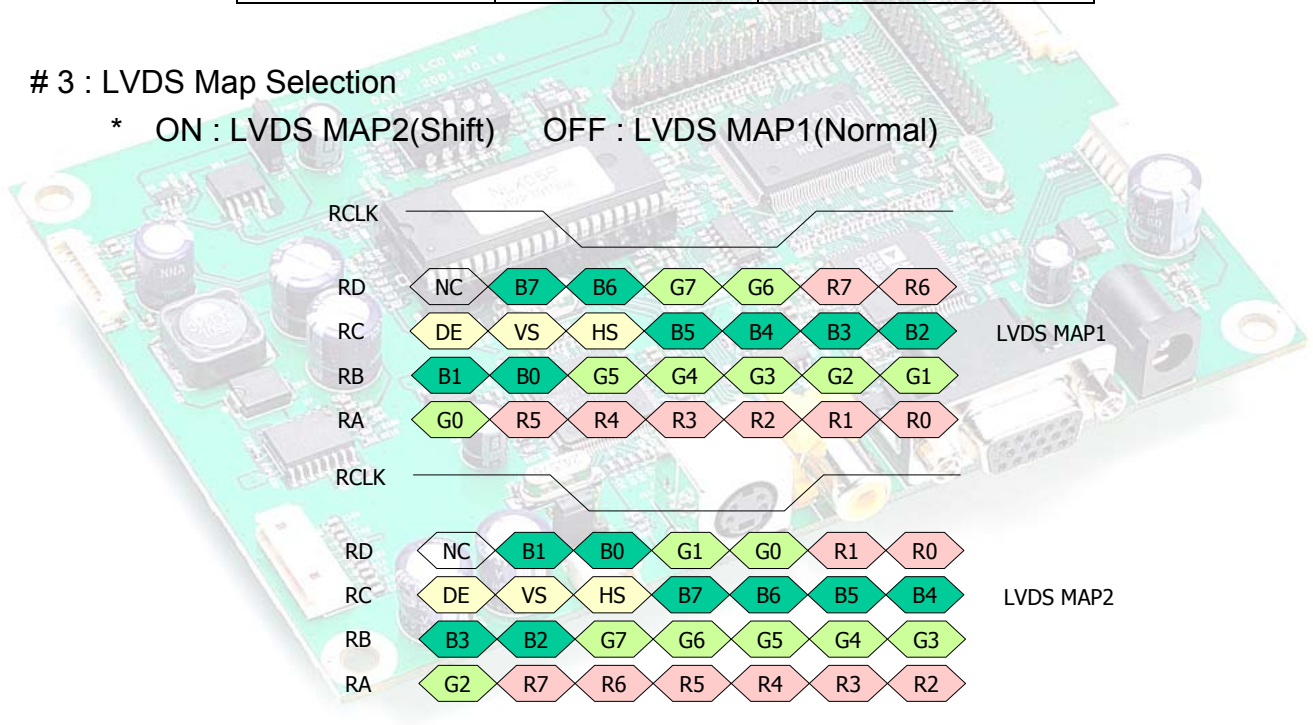 # 3 : LVDS Map Selection
* ON : LVDS MAP2(Shift) OFF : LVDS MAP1(Normal)
RCLK
RD NC B7 B6 G7 G6 R7 R6
RC DE VS HS B5 B4 B3 B2 LVDS MAP1
RB B1 B0 G5 G4 G3 G2 G1
RA G0 R5 R4 R3 R2 R1 R0
RCLK
RD NC B1 B0 G1 G0 R1 R0
RC DE VS HS B7 B6 B5 B4 LVDS MAP2
RB B3 B2 G7 G6 G5 G4 G3
RA G2 R7 R6 R5 R4 R3 R2